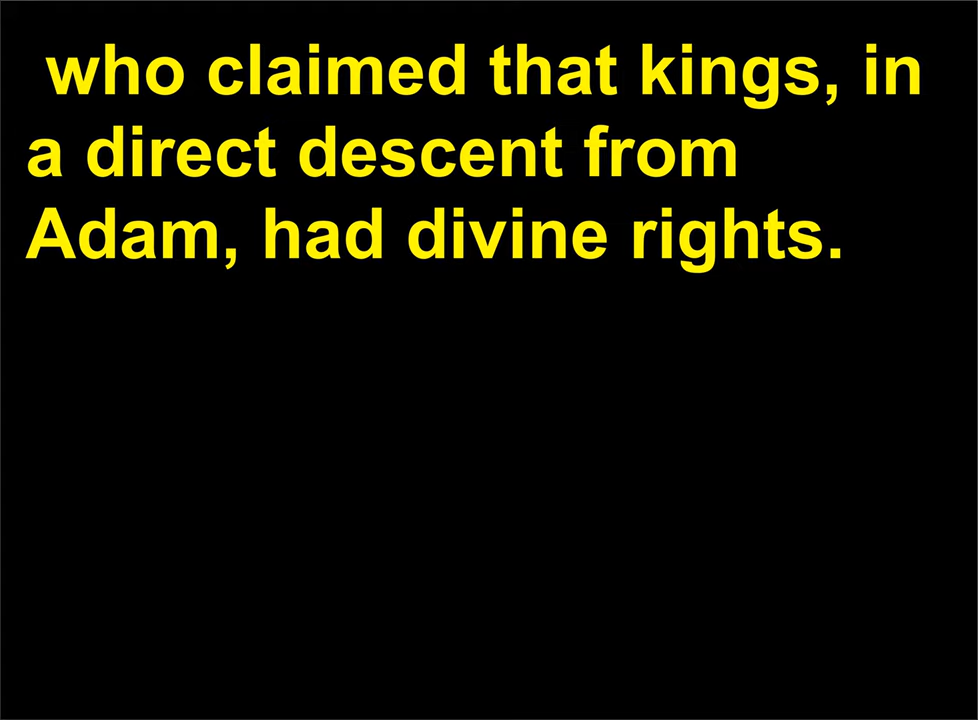 who claimed that kings, in
a direct descent from
Adam, had divine rights.